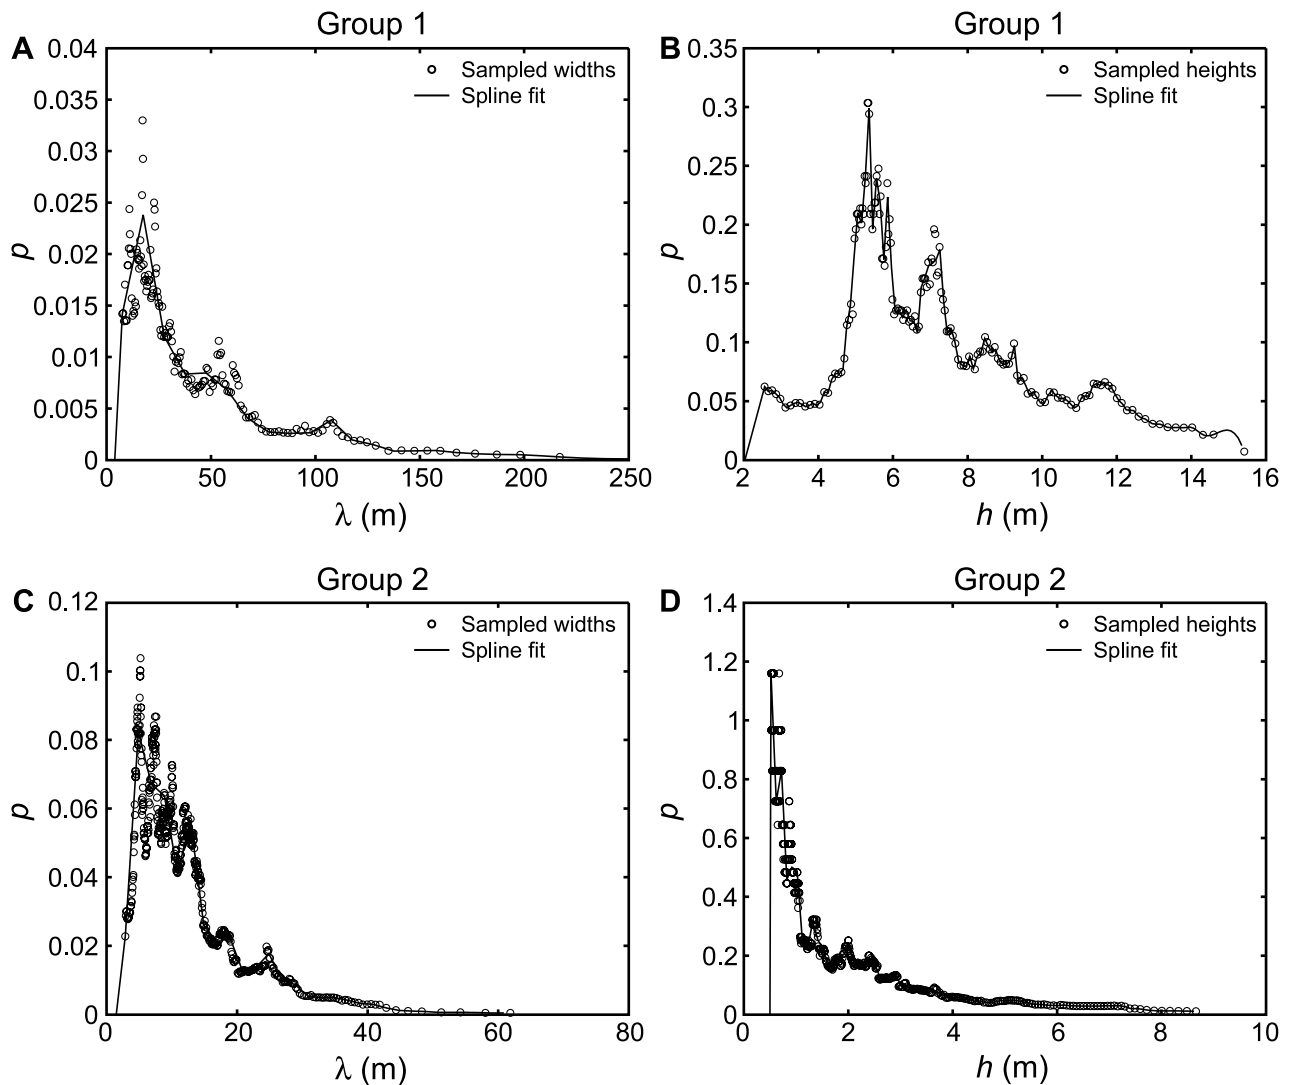 Group 1
A
0.04
0.035
0.03
0.025
0.02
0.015
0.01
0.005
0
p
Sampled widths
Spline fit
0 50 100 150 200 250
λ (m)
Group 1
B
0.35
0.3
0.25
0.2
0.15
0.1
0.05
0
p
Sampled heights
Spline fit
2 4 6 8 10 12 14 16
h (m)
Group 2
C
0.12
0.1
0.08
0.06
0.04
0.02
0
p
Sampled widths
Spline fit
0 20 40 60 80
λ (m)
Group 2
D
1.4
1.2
1
0.8
0.6
0.4
0.2
0
p
Sampled heights
Spline fit
0 2 4 6 8 10
h (m)